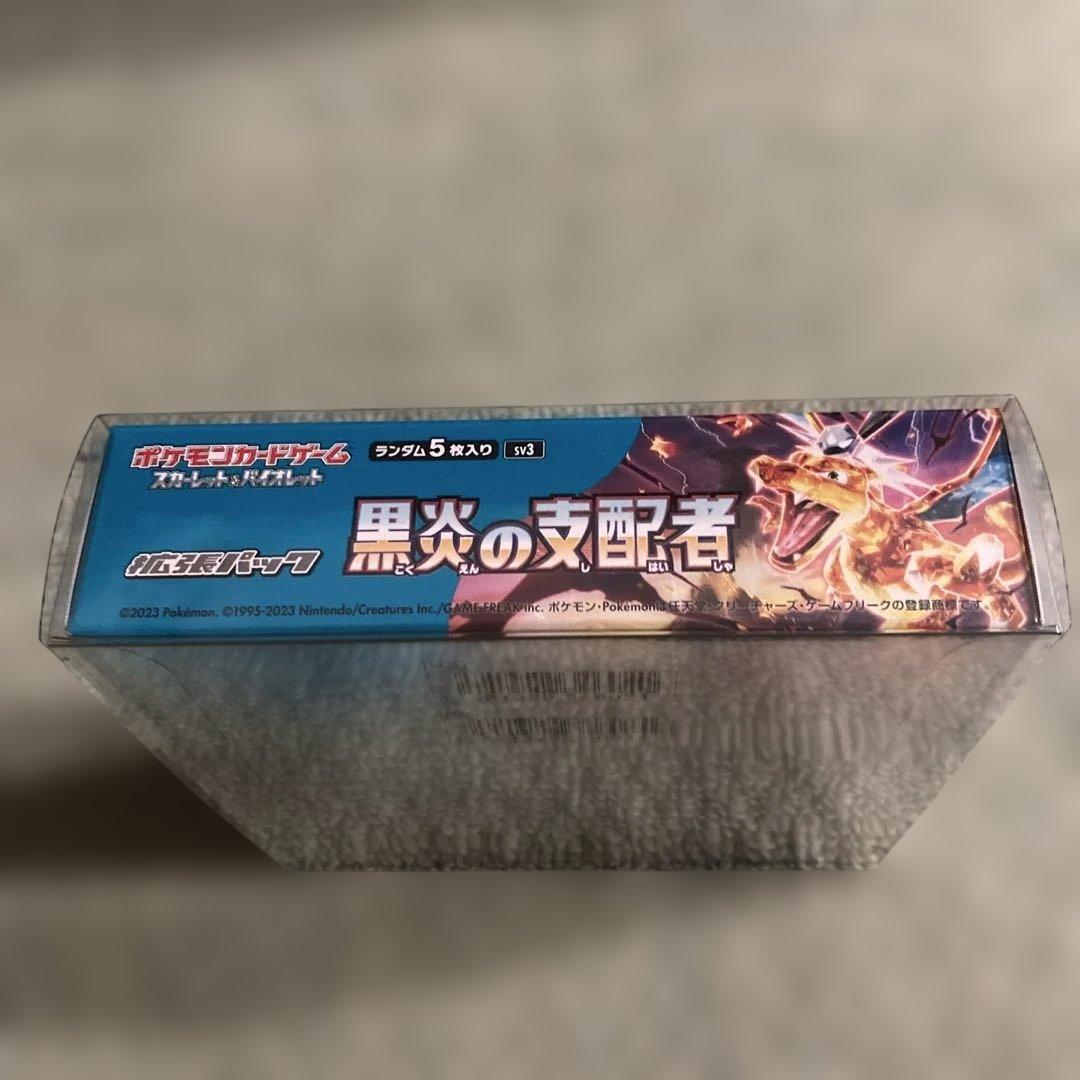 ポケモンカードゲーム
スカーレット&バイオレット
ランダム5枚入り sv3
拡張パック
黒炎の支配者
こく えん し はい しゃ
©2023 Pokémon. ©1995-2023 Nintendo/Creatures Inc./GAME FREAK inc. ポケモン・Pokémonは任天堂・クリーチャーズ・ゲームフリークの登録商標です。